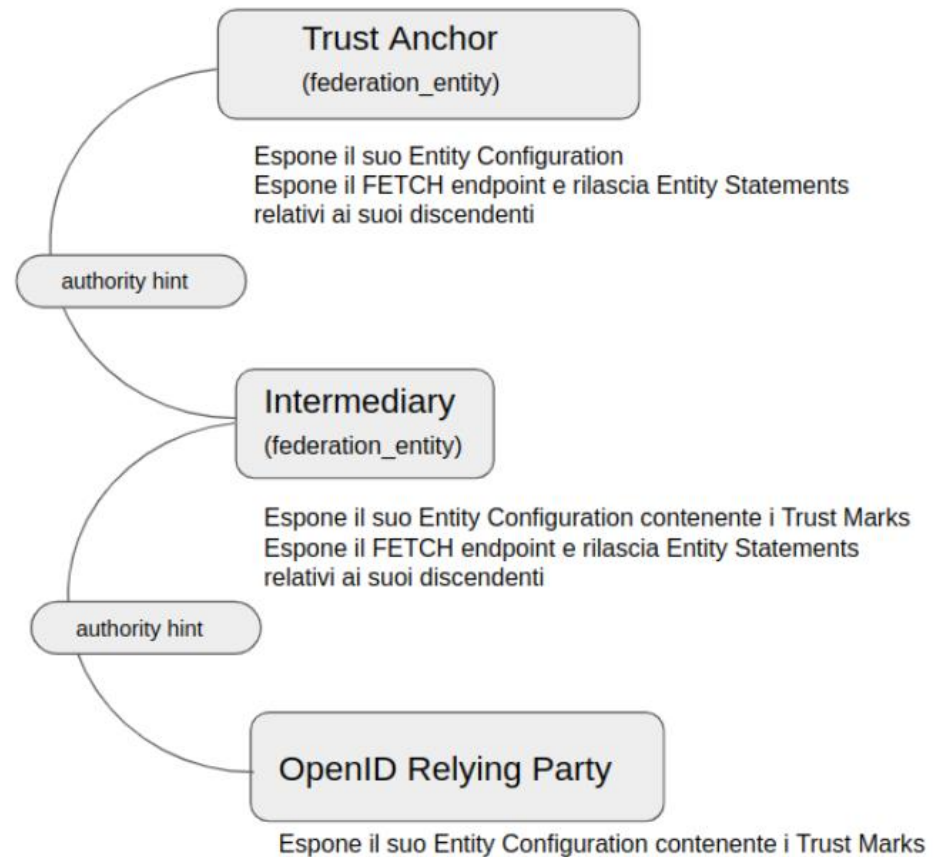 Trust Anchor
(federation_entity)
Espone il suo Entity Configuration
Espone il FETCH endpoint e rilascia Entity Statements
relativi ai suoi discendenti
authority hint
Intermediary
(federation_entity)
Espone il suo Entity Configuration contenente i Trust Marks
Espone il FETCH endpoint e rilascia Entity Statements
relativi ai suoi discendenti
authority hint
OpenID Relying Party
Espone il suo Entity Configuration contenente i Trust Marks